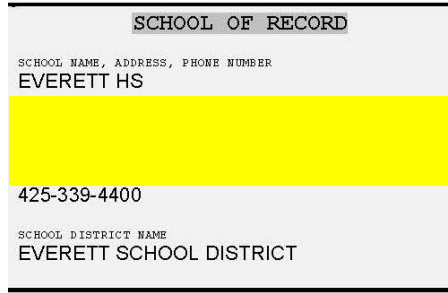 SCHOOL OF RECORD
SCHOOL NAME, ADDRESS, PHONE NUMBER
EVERETT HS
425-339-4400
SCHOOL DISTRICT NAME
EVERETT SCHOOL DISTRICT